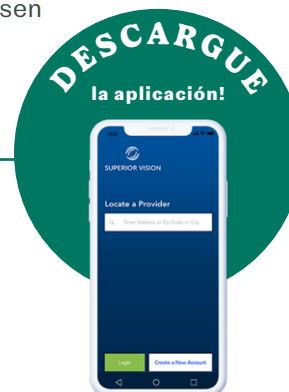 sen
DESCARGUE
la aplicación!
SUPERIOR VISION
Locate a Provider
Enter Address or Zip Code or City
Login
Create a New Account